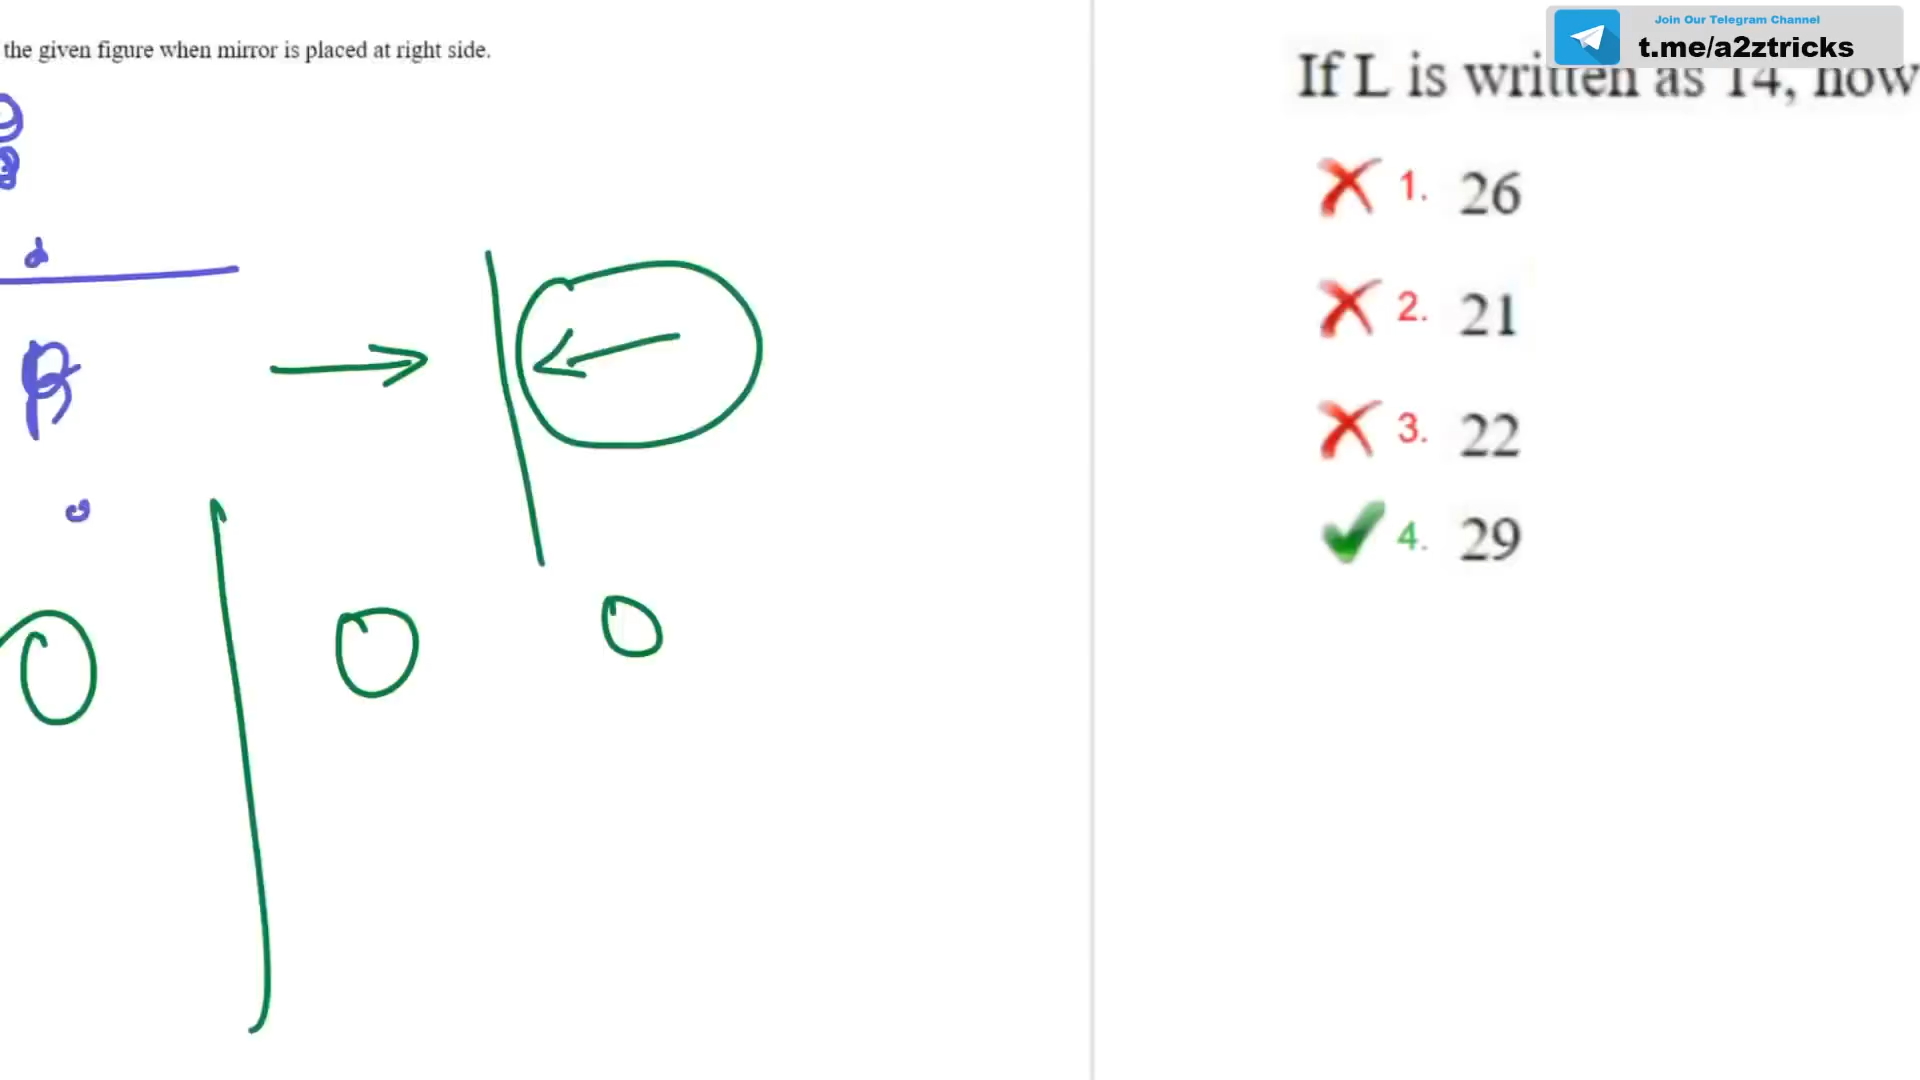 the given figure when mirror is placed at right side.
β
Join Our Telegram Channel
t.me/a2ztricks
If L is written as 14, how
1. 26
2. 21
3. 22
4. 29